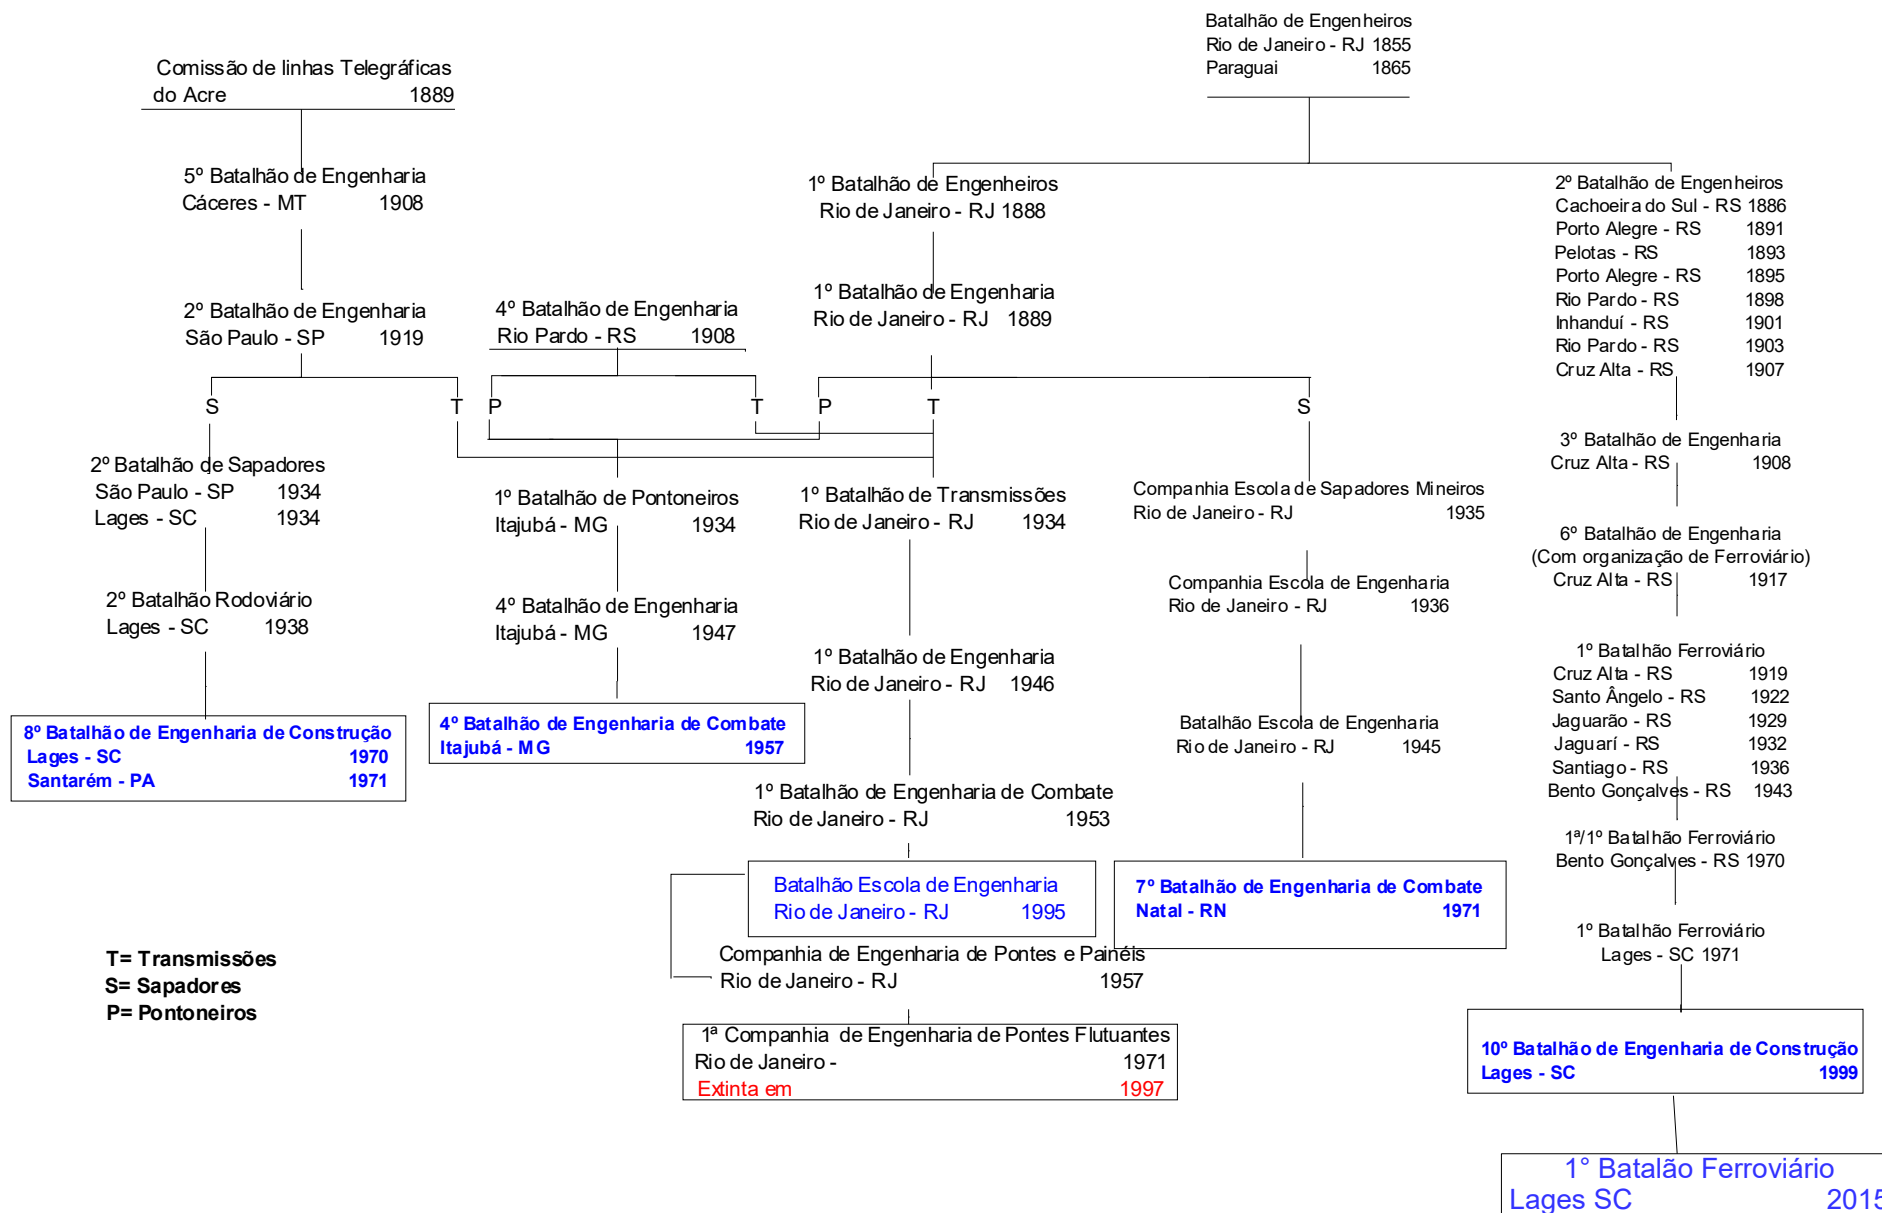 Batalhão de Engenheiros
Rio de Janeiro - RJ 1855
Paraguai 1865
Comissão de linhas Telegráficas
do Acre 1889
5º Batalhão de Engenharia
Cáceres - MT 1908
2º Batalhão de Engenharia
São Paulo - SP 1919
4º Batalhão de Engenharia
Rio Pardo - RS 1908
1º Batalhão de Engenheiros
Rio de Janeiro - RJ 1888
1º Batalhão de Engenharia
Rio de Janeiro - RJ 1889
2º Batalhão de Engenheiros
Cachoeira do Sul - RS 1886
Porto Alegre - RS 1891
Pelotas - RS 1893
Porto Alegre - RS 1895
Rio Pardo - RS 1898
Inhanduí - RS 1901
Rio Pardo - RS 1903
Cruz Alta - RS 1907
S T P T P T S
2º Batalhão de Sapadores
São Paulo - SP 1934
Lages - SC 1934
2º Batalhão Rodoviário
Lages - SC 1938
8º Batalhão de Engenharia de Construção
Lages - SC 1970
Santarém - PA 1971
1º Batalhão de Pontoneiros
Itajubá - MG 1934
4º Batalhão de Engenharia
Itajubá - MG 1947
4º Batalhão de Engenharia de Combate
Itajubá - MG 1957
1º Batalhão de Transmissões
Rio de Janeiro - RJ 1934
1º Batalhão de Engenharia
Rio de Janeiro - RJ 1946
1º Batalhão de Engenharia de Combate
Rio de Janeiro - RJ 1953
Batalhão Escola de Engenharia
Rio de Janeiro - RJ 1995
Companhia de Engenharia de Pontes e Painéis
Rio de Janeiro - RJ 1957
1ª Companhia de Engenharia de Pontes Flutuantes
Rio de Janeiro - 1971
Extinta em 1997
Companhia Escola de Sapadores Mineiros
Rio de Janeiro - RJ 1935
Companhia Escola de Engenharia
Rio de Janeiro - RJ 1936
Batalhão Escola de Engenharia
Rio de Janeiro - RJ 1945
7º Batalhão de Engenharia de Combate
Natal - RN 1971
3º Batalhão de Engenharia
Cruz Alta - RS 1908
6º Batalhão de Engenharia
(Com organização de Ferroviário)
Cruz Alta - RS 1917
1º Batalhão Ferroviário
Cruz Alta - RS 1919
Santo Ângelo - RS 1922
Jaguarão - RS 1929
Jaguarí - RS 1932
Santiago - RS 1936
Bento Gonçalves - RS 1943
1ª/1º Batalhão Ferroviário
Bento Gonçalves - RS 1970
1º Batalhão Ferroviário
Lages - SC 1971
10º Batalhão de Engenharia de Construção
Lages - SC 1999
1° Batalão Ferroviário
Lages SC 2015
T= Transmissões
S= Sapadores
P= Pontoneiros